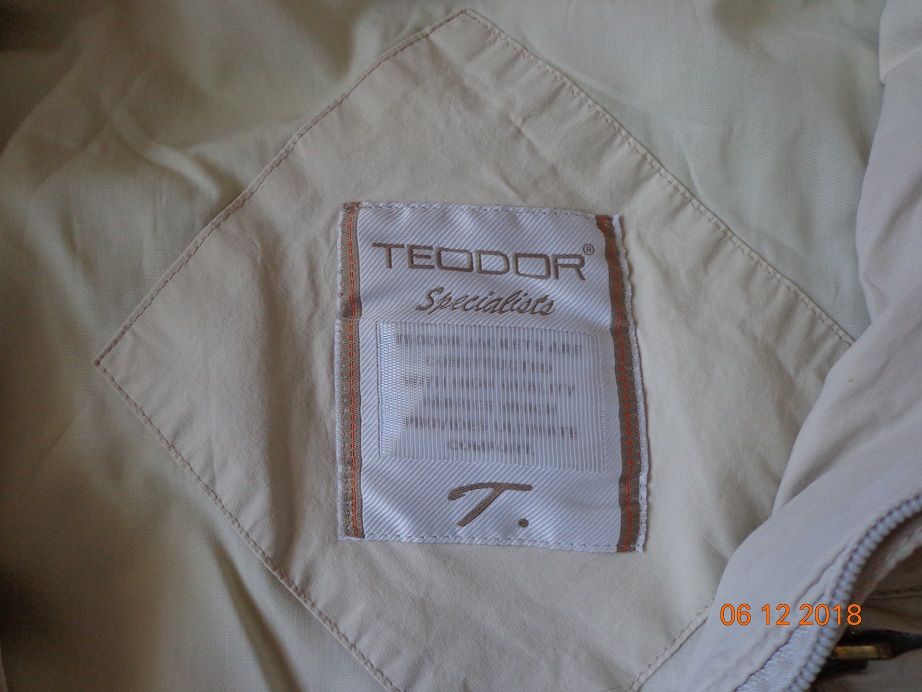 TEODOR®
Specialists
TEODOR JACKETS ARE
CONSTRUCTED
WITH HIGH QUALITY
FABRICS WHICH
PROVIDES ULTIMATE
COMFORT.
T.
06 12 2018